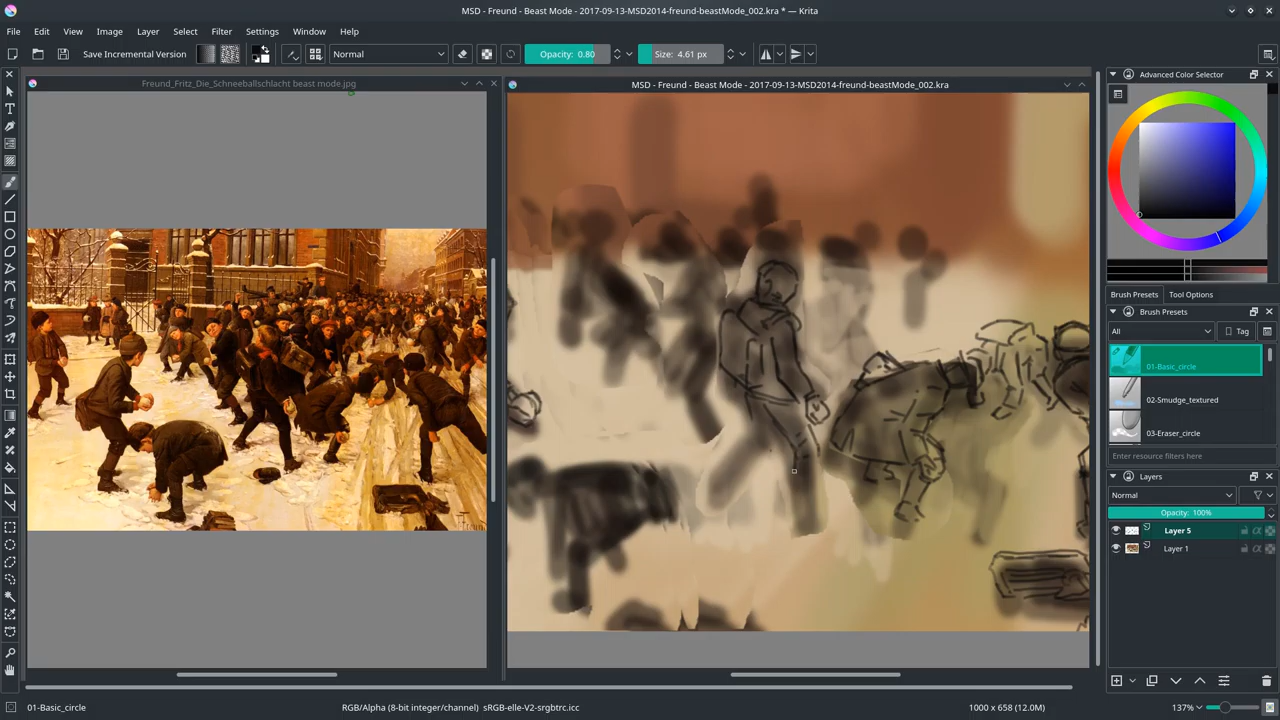 MSD - Freund - Beast Mode - 2017-09-13-MSD2014-freund-beastMode_002.kra * — Krita
File Edit View Image Layer Select Filter Settings Window Help
Save Incremental Version Normal Opacity: 0.80 Size: 4.61 px
Freund_Fritz_Die_Schneeballschlacht beast mode.jpg
MSD - Freund - Beast Mode - 2017-09-13-MSD2014-freund-beastMode_002.kra
Advanced Color Selector
Brush Presets Tool Options
Brush Presets
All Tag
01-Basic_circle
02-Smudge_textured
03-Eraser_circle
Enter resource filters here
Layers
Normal
Opacity: 100%
Layer 5
Layer 1
01-Basic_circle RGB/Alpha (8-bit integer/channel) sRGB-elle-V2-srgbtrc.icc 1000 x 658 (12.0M) 137%